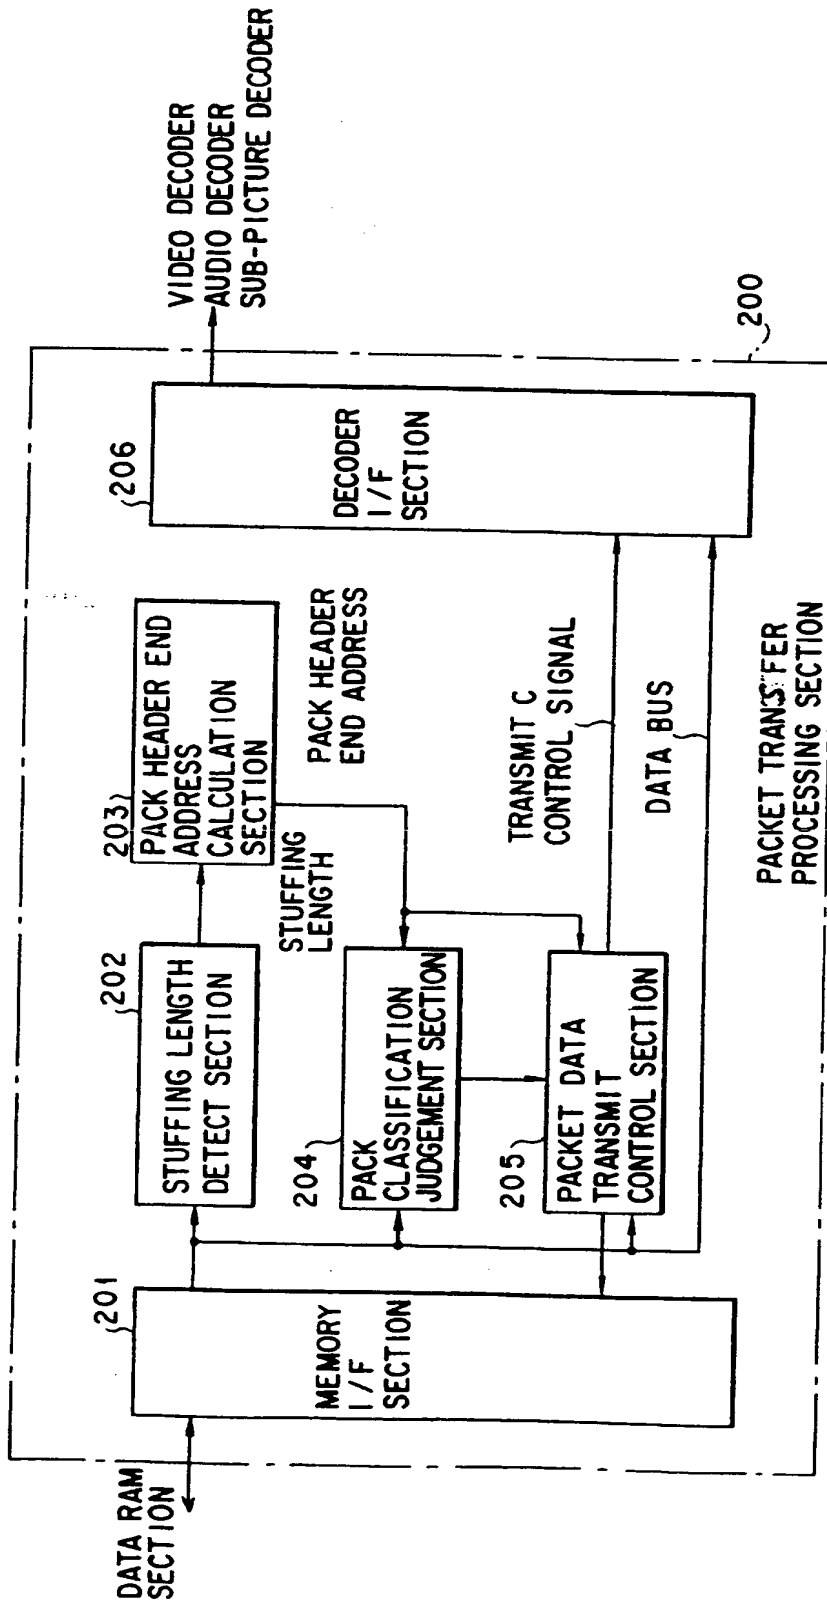 DATA RAM
SECTION
201
MEMORY
I/F
SECTION
202
STUFFING LENGTH
DETECT SECTION
203
PACK HEADER END
ADDRESS
CALCULATION
SECTION
STUFFING
LENGTH
PACK HEADER
END ADDRESS
204
PACK
CLASSIFICATION
JUDGEMENT SECTION
205
PACKET DATA
TRANSMIT
CONTROL SECTION
TRANSMIT C
CONTROL SIGNAL
DATA BUS
206
DECODER
I/F
SECTION
VIDEO DECODER
AUDIO DECODER
SUB-PICTURE DECODER
200
PACKET TRANSFER
PROCESSING SECTION